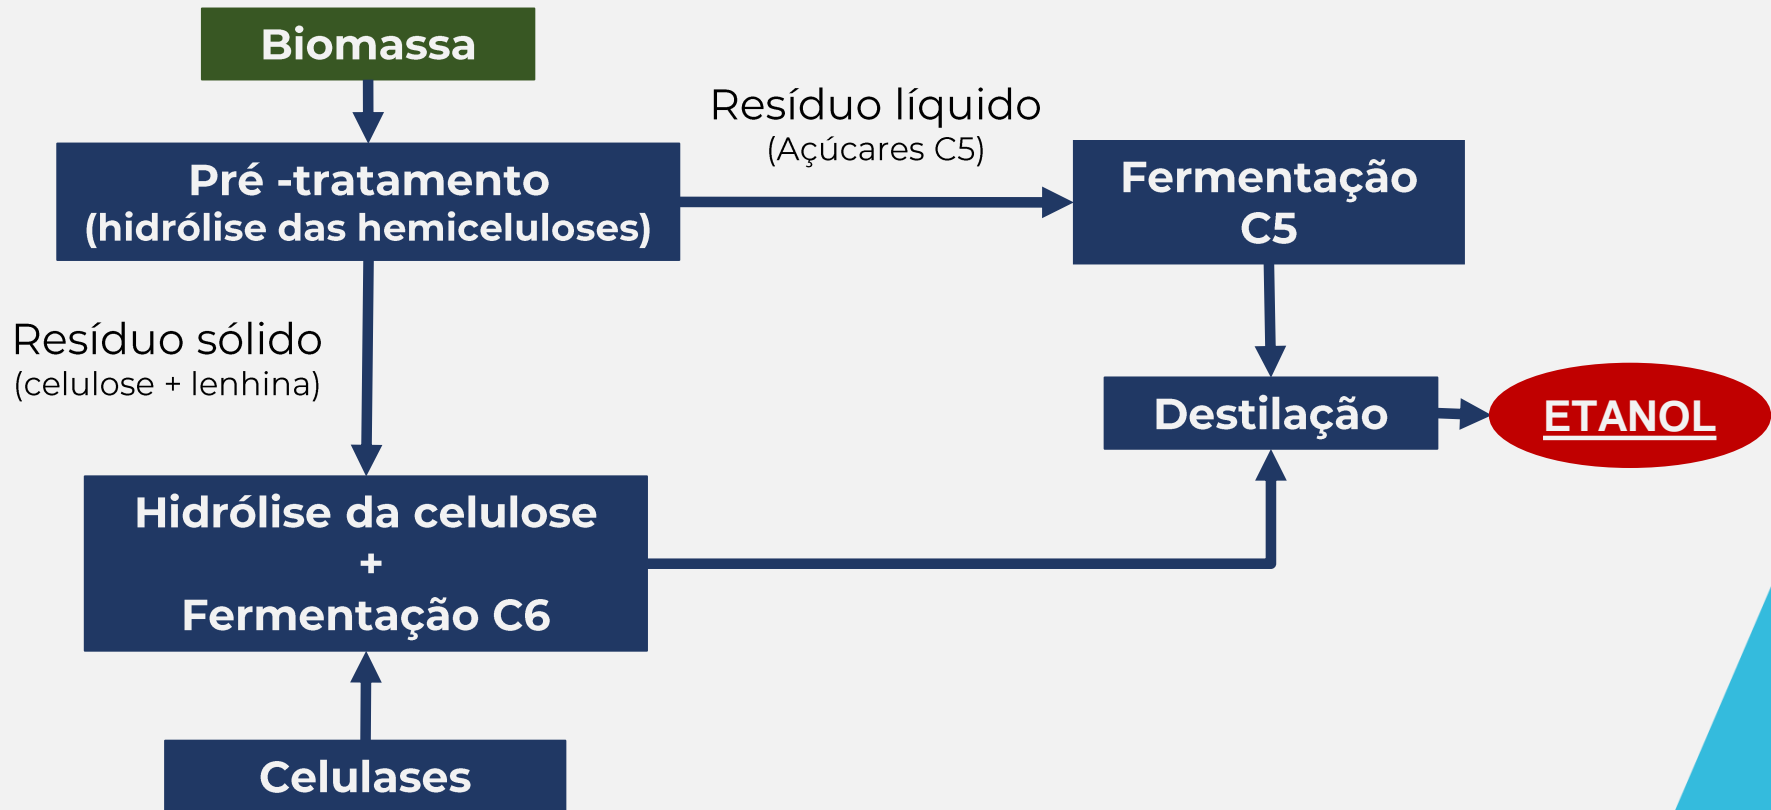 Biomassa
Resíduo líquido
(Açúcares C5)
Pré -tratamento
(hidrólise das hemiceluloses)
Fermentação
C5
Resíduo sólido
(celulose + lenhina)
Destilação
ETANOL
Hidrólise da celulose
+
Fermentação C6
Celulases